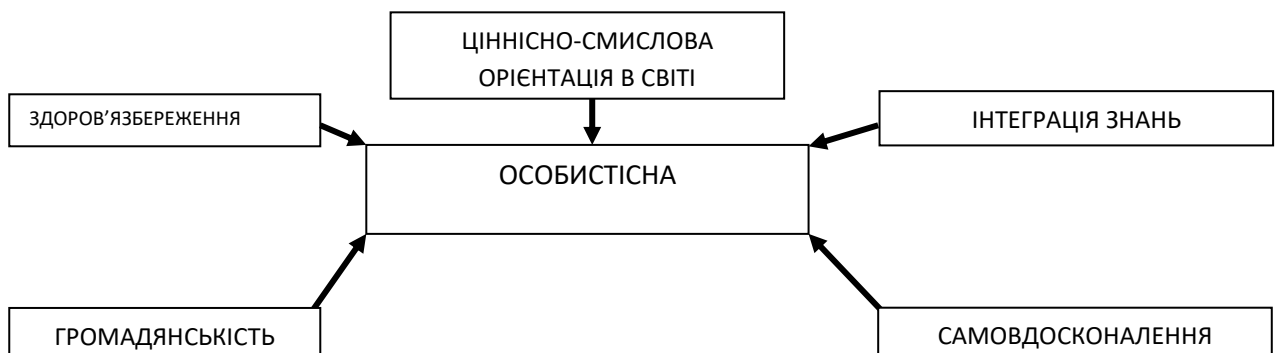 ЦІННІСНО-СМИСЛОВА
ОРІЄНТАЦІЯ В СВІТІ
ЗДОРОВ’ЯЗБЕРЕЖЕННЯ
ІНТЕГРАЦІЯ ЗНАНЬ
ОСОБИСТІСНА
ГРОМАДЯНСЬКІСТЬ
САМОВДОСКОНАЛЕННЯ